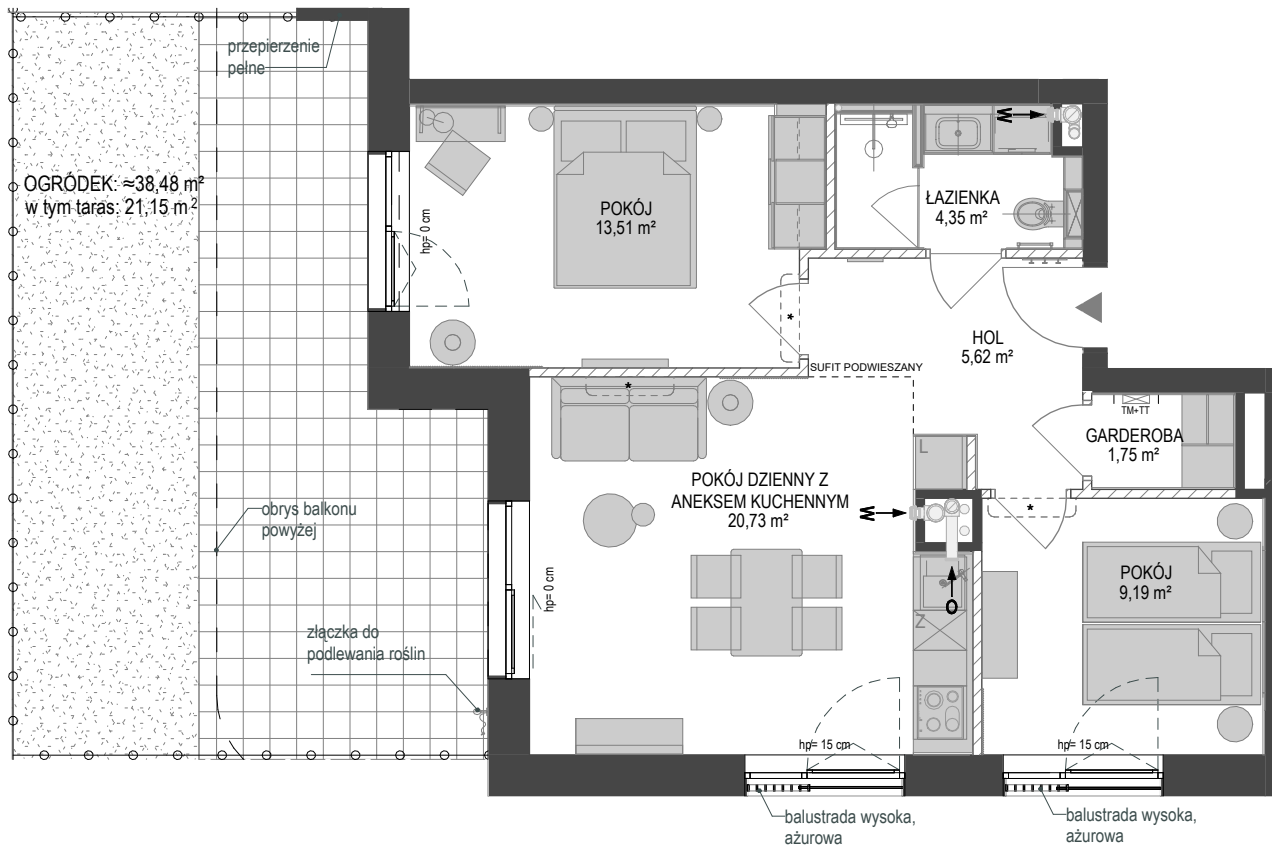 przepierzenie
pełne
OGRÓDEK: ≈38,48 m²
w tym taras: 21,15 m²
hp= 0 cm
POKÓJ
13,51 m²
W
ŁAZIENKA
4,35 m²
*
HOL
5,62 m²
SUFIT PODWIESZANY
*
TM+TT
GARDEROBA
1,75 m²
L
POKÓJ DZIENNY Z
ANEKSEM KUCHENNYM
20,73 m²
W
*
obrys balkonu
powyżej
hp= 0 cm
O
Z
POKÓJ
9,19 m²
złączka do
podlewania roślin
hp= 15 cm
hp= 15 cm
balustrada wysoka,
ażurowa
balustrada wysoka,
ażurowa